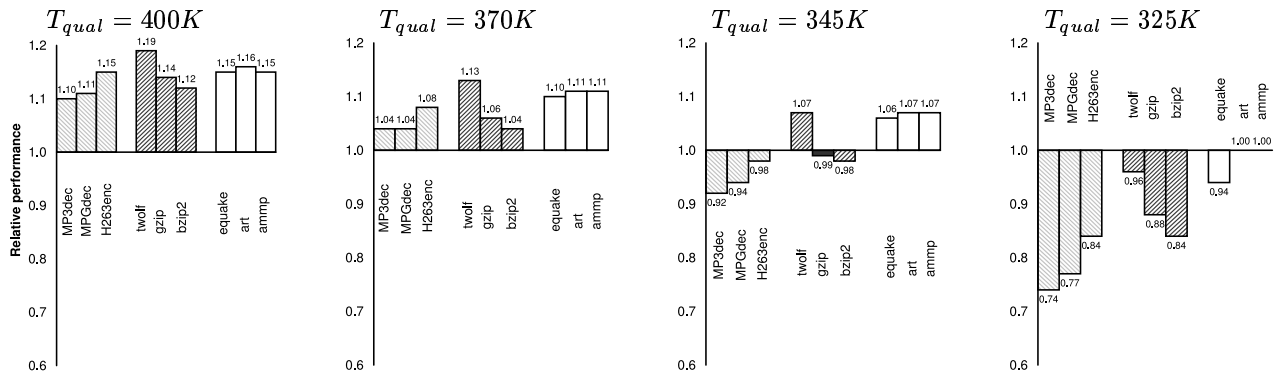 T_qual = 400K
1.2
1.1
1.0
0.9
0.8
0.7
0.6
Relative performance
1.10
1.11
1.15
1.19
1.14
1.12
1.15
1.16
1.15
MP3dec
MPGdec
H263enc
twolf
gzip
bzip2
equake
art
ammp
T_qual = 370K
1.2
1.1
1.0
0.9
0.8
0.7
0.6
1.04
1.04
1.08
1.13
1.06
1.04
1.10
1.11
1.11
MP3dec
MPGdec
H263enc
twolf
gzip
bzip2
equake
art
ammp
T_qual = 345K
1.2
1.1
1.0
0.9
0.8
0.7
0.6
0.92
0.94
0.98
1.07
0.99
0.98
1.06
1.07
1.07
MP3dec
MPGdec
H263enc
twolf
gzip
bzip2
equake
art
ammp
T_qual = 325K
1.2
1.1
1.0
0.9
0.8
0.7
0.6
MP3dec
MPGdec
H263enc
twolf
gzip
bzip2
equake
art
ammp
0.74
0.77
0.84
0.96
0.88
0.84
0.94
1.00
1.00